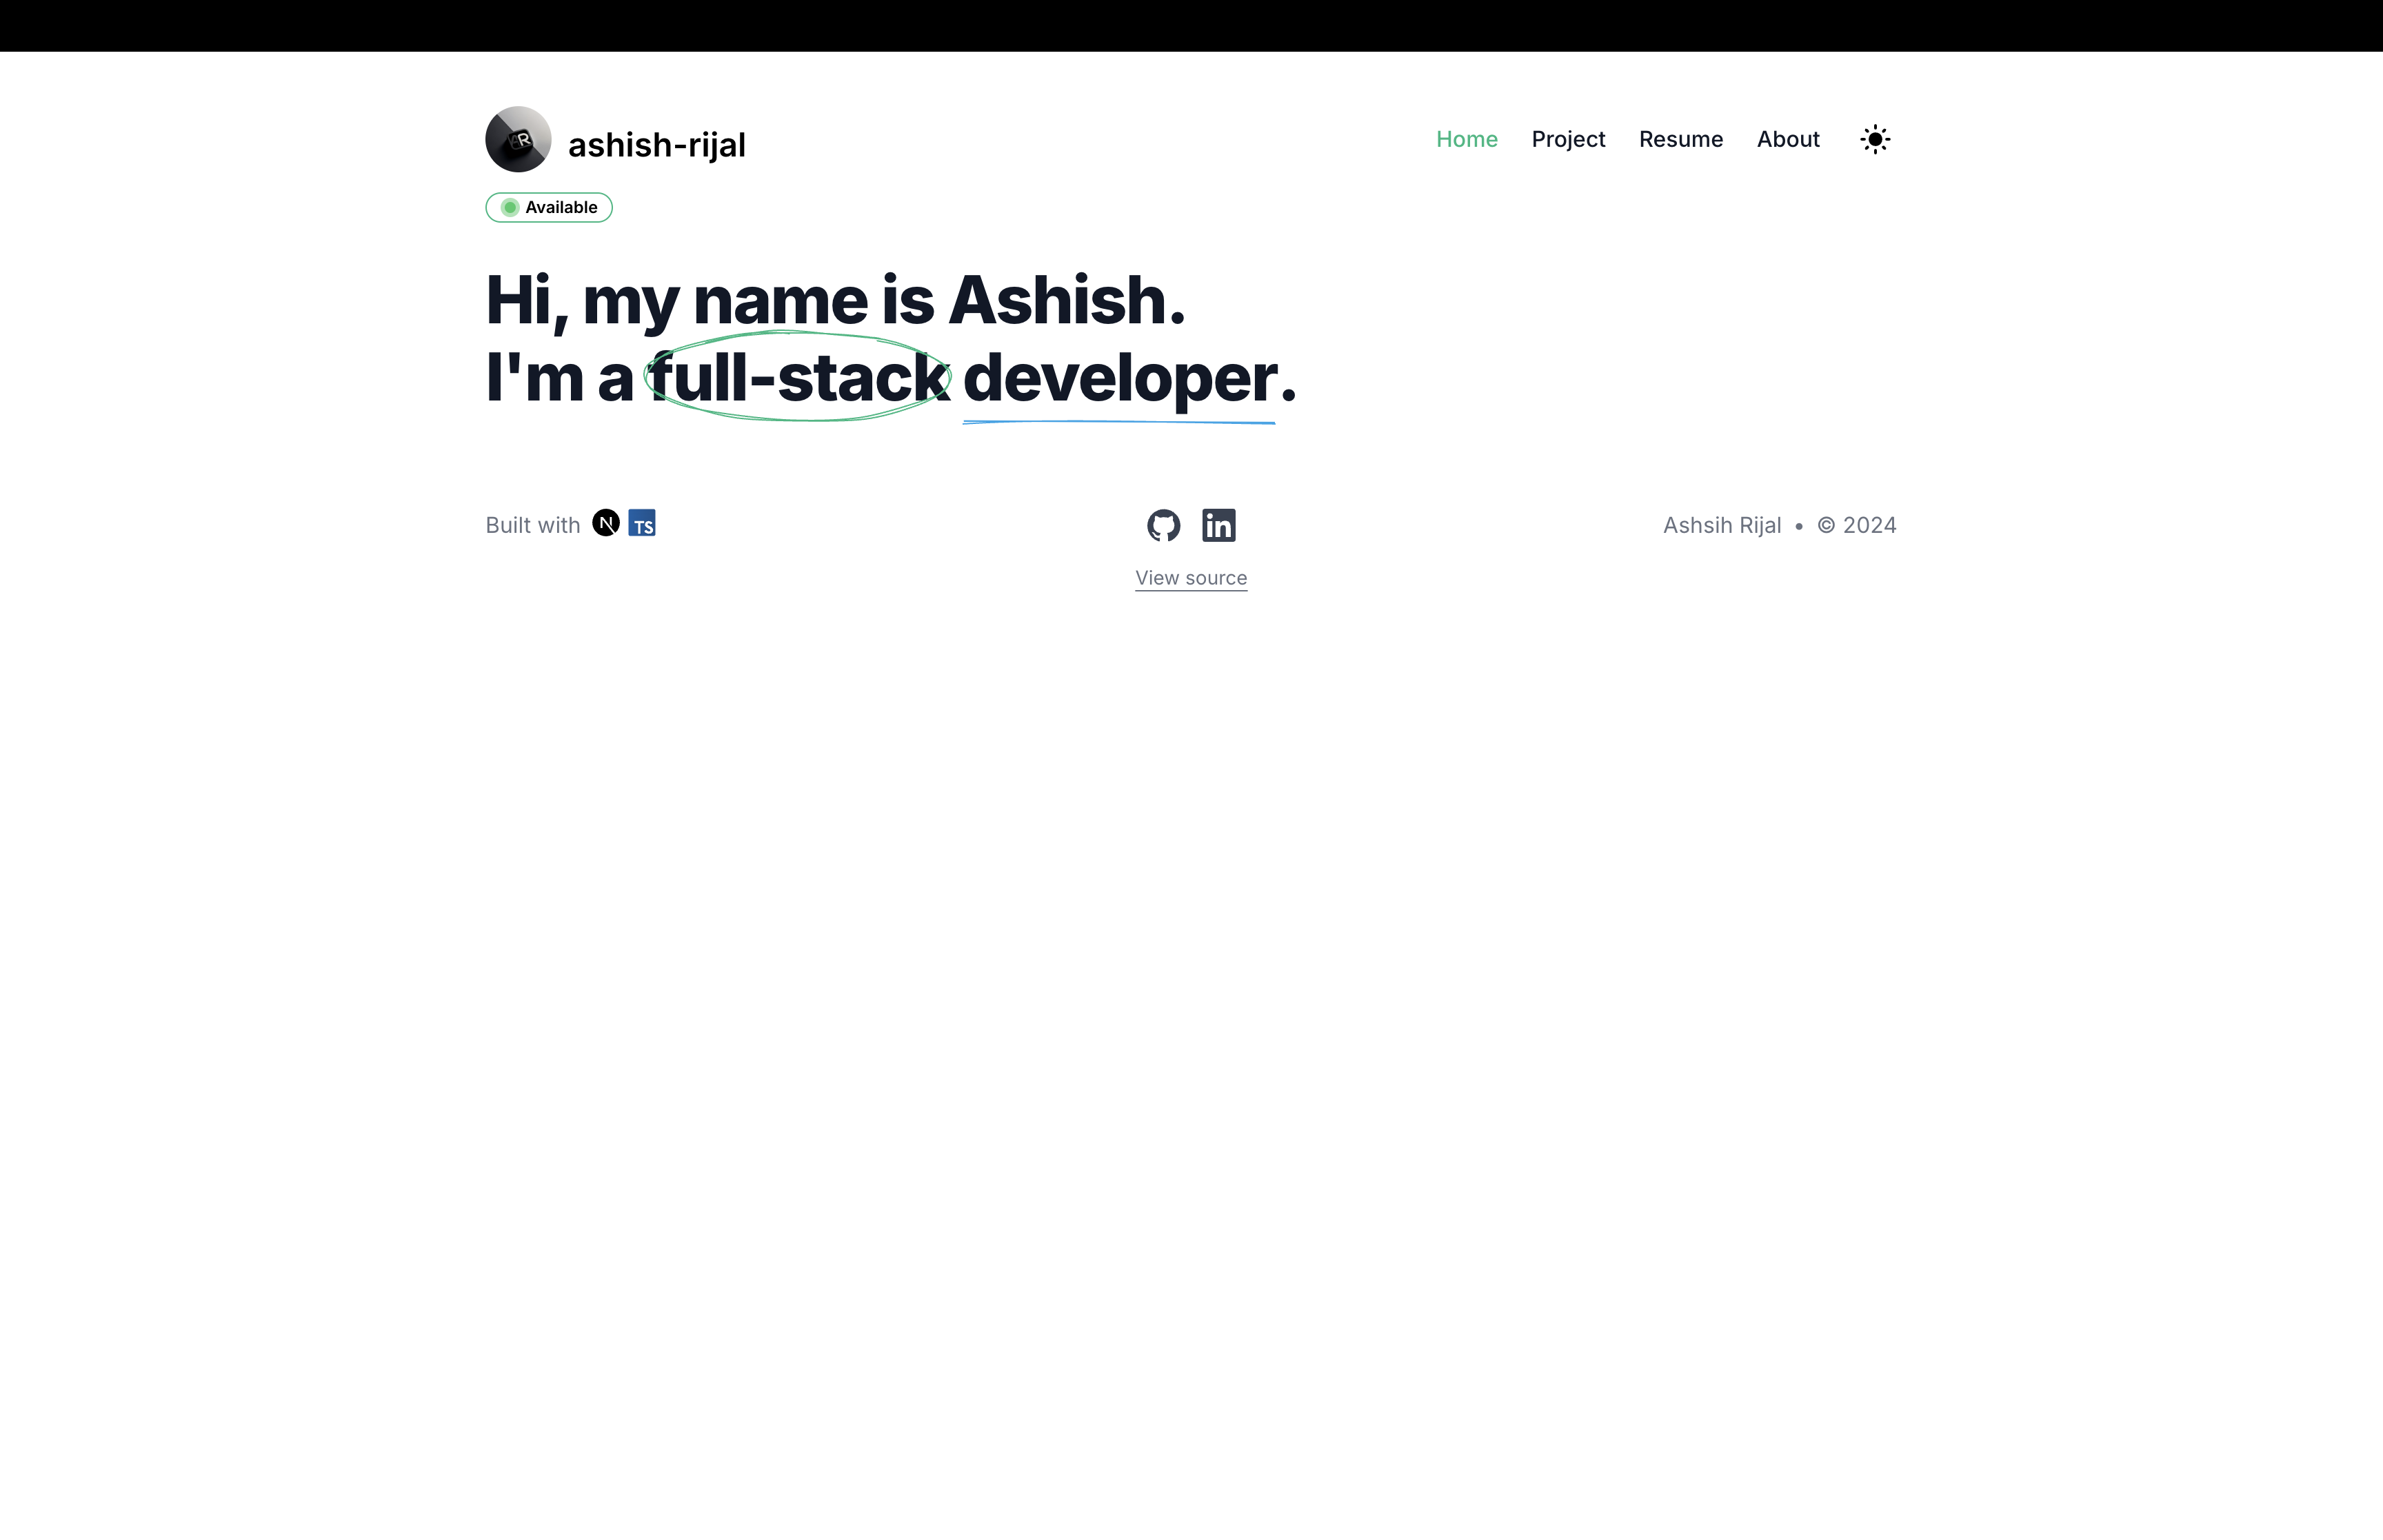 ashish-rijal
Home Project Resume About
Available
Hi, my name is Ashish.
I'm a full-stack developer.
Built with N TS
in
Ashsih Rijal • © 2024
View source